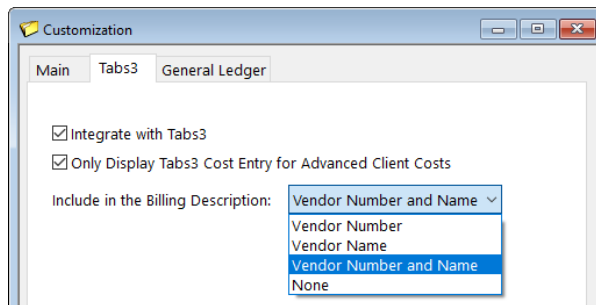 Customization
Main Tabs3 General Ledger
Integrate with Tabs3
Only Display Tabs3 Cost Entry for Advanced Client Costs
Include in the Billing Description: Vendor Number and Name
Vendor Number
Vendor Name
Vendor Number and Name
None